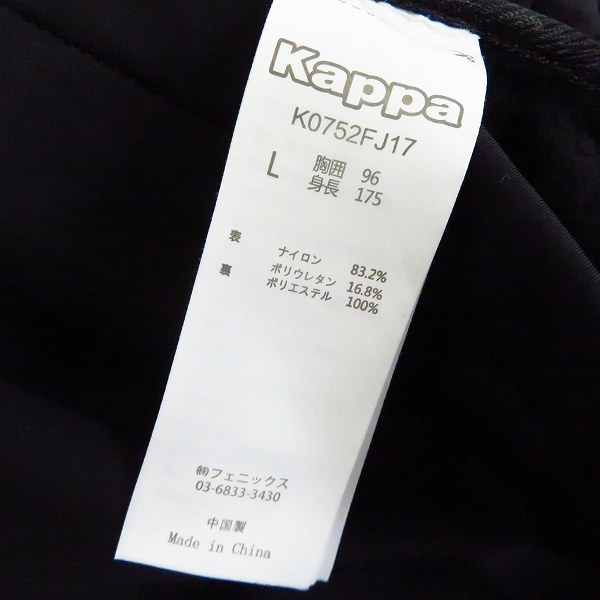 Kappa
K0752FJ17
L 胸囲 96
身長 175
表 ナイロン 83.2%
ポリウレタン 16.8%
裏 ポリエステル 100%
㈱フェニックス
03-6833-3430
中国製
Made in China